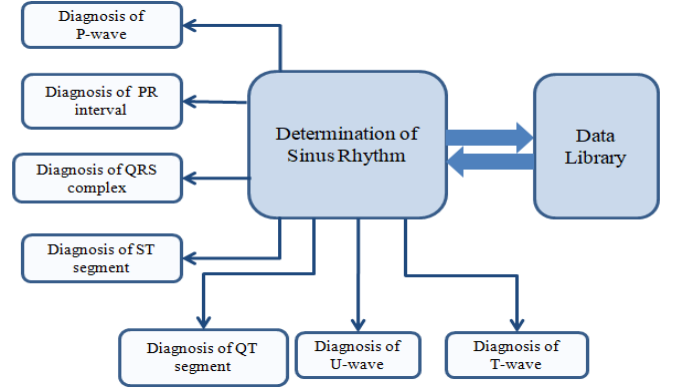 Diagnosis of
P-wave
Diagnosis of PR
interval
Diagnosis of QRS
complex
Diagnosis of ST
segment
Determination of
Sinus Rhythm
Data
Library
Diagnosis of QT
segment
Diagnosis of
U-wave
Diagnosis of
T-wave